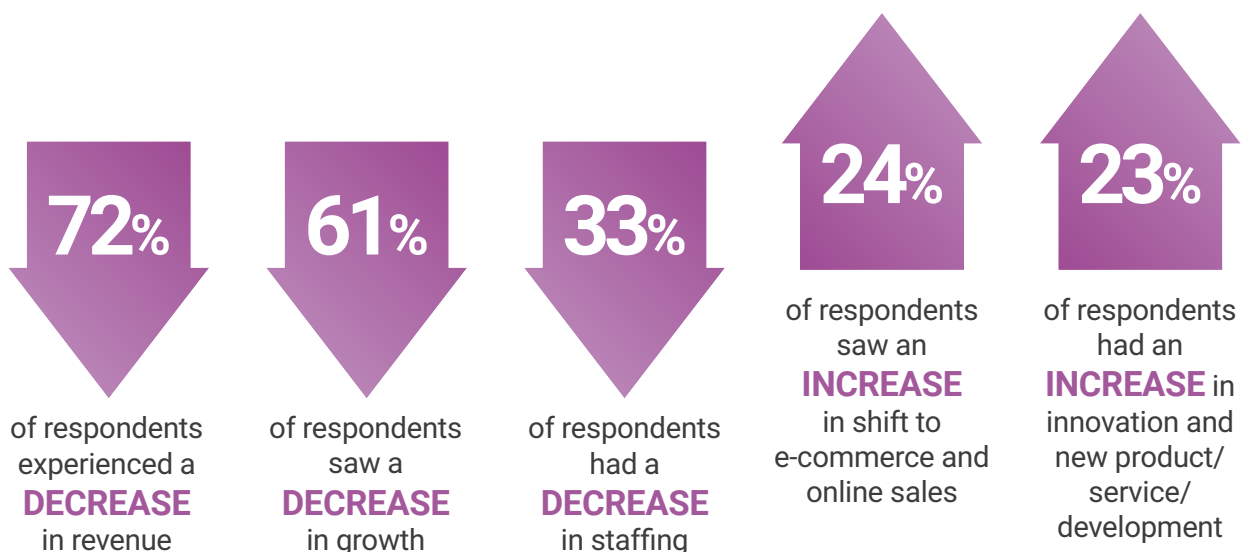 72%
of respondents
experienced a
DECREASE
in revenue
61%
of respondents
saw a
DECREASE
in growth
33%
of respondents
had a
DECREASE
in staffing
24%
of respondents
saw an
INCREASE
in shift to
e-commerce and
online sales
23%
of respondents
had an
INCREASE in
innovation and
new product/
service/
development